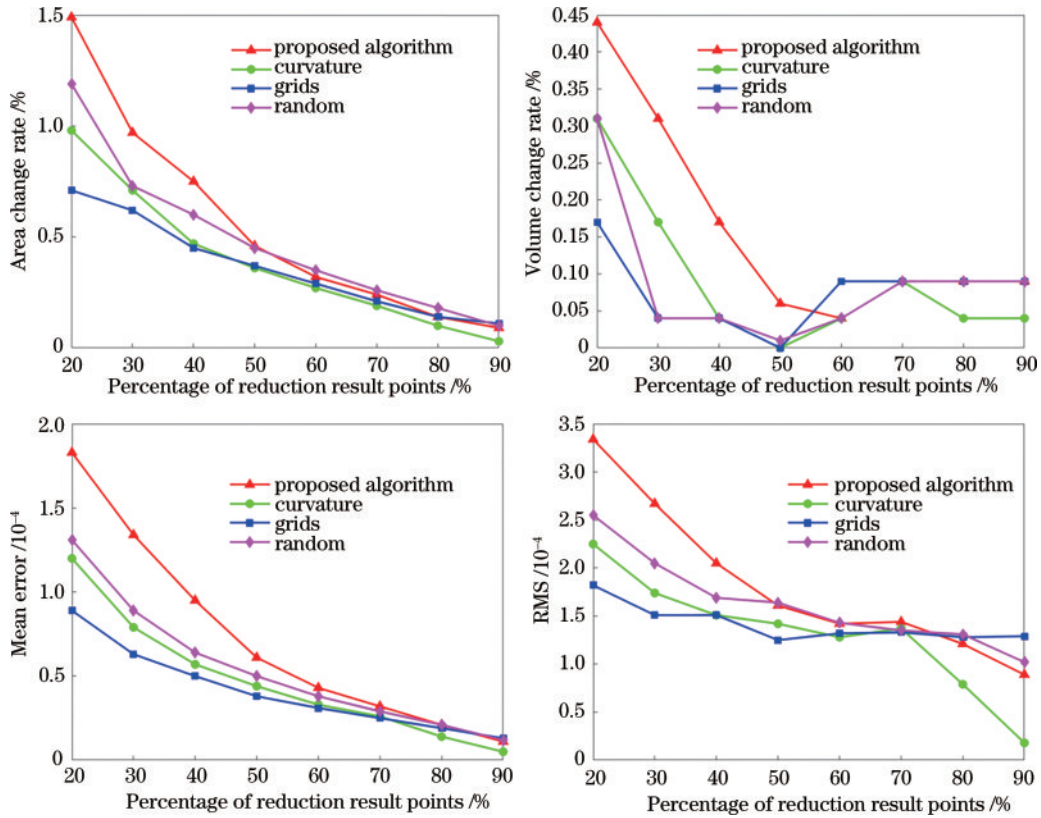 1.5
1.0
0.5
0
Area change rate /%
proposed algorithm
curvature
grids
random
20 30 40 50 60 70 80 90
Percentage of reduction result points /%
0.45
0.40
0.35
0.30
0.25
0.20
0.15
0.10
0.05
0
Volume change rate /%
proposed algorithm
curvature
grids
random
20 30 40 50 60 70 80 90
Percentage of reduction result points /%
2.0
1.5
1.0
0.5
0
Mean error /10⁻⁴
proposed algorithm
curvature
grids
random
20 30 40 50 60 70 80 90
Percentage of reduction result points /%
3.5
3.0
2.5
2.0
1.5
1.0
0.5
0
RMS /10⁻⁴
proposed algorithm
curvature
grids
random
20 30 40 50 60 70 80 90
Percentage of reduction result points /%